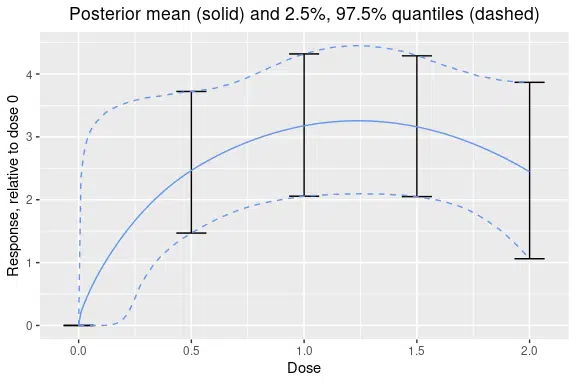 Posterior mean (solid) and 2.5%, 97.5% quantiles (dashed)
Response, relative to dose 0
4
3
2
1
0
0.0 0.5 1.0 1.5 2.0
Dose